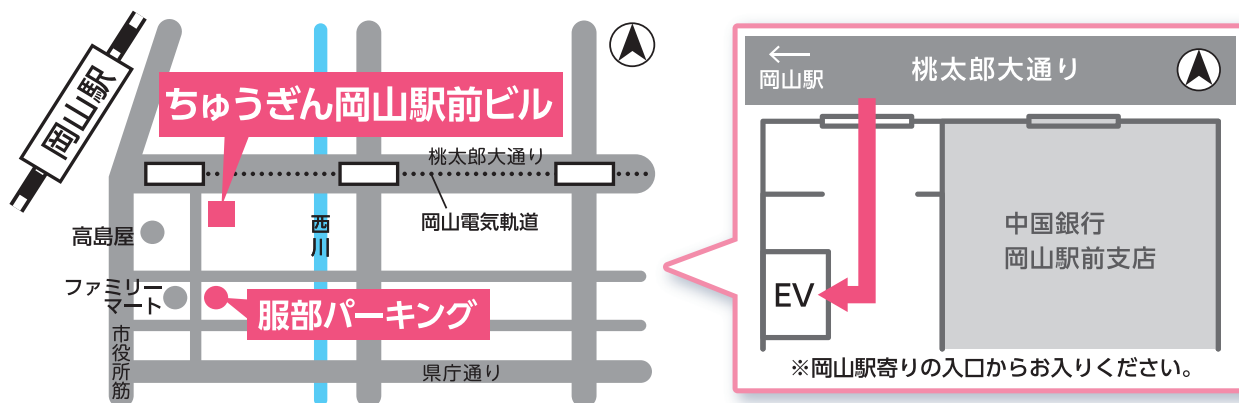 岡山駅
ちゅうぎん岡山駅前ビル
桃太郎大通り
岡山電気軌道
西川
高島屋
ファミリー
マート
服部パーキング
市役所筋
県庁通り
←
岡山駅
桃太郎大通り
中国銀行
岡山駅前支店
EV
※岡山駅寄りの入口からお入りください。